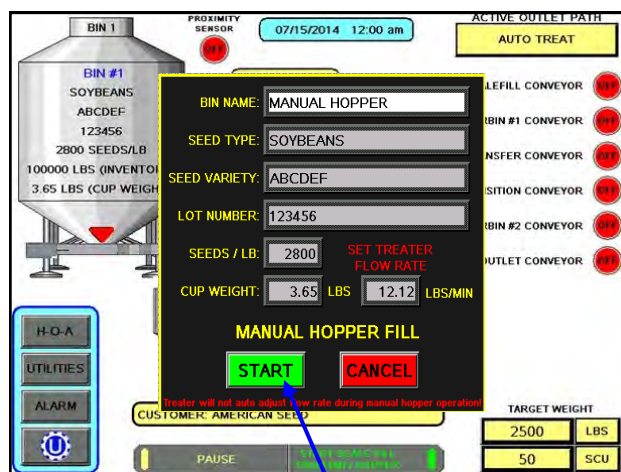 BIN 1
PROXIMITY
SENSOR
OFF
07/15/2014 12:00 am
ACTIVE OUTLET PATH
AUTO TREAT
BIN #1
SOYBEANS
ABCDEF
123456
2800 SEEDS/LB
100000 LBS (INVENTO
3.65 LBS (CUP WEIGH
BIN NAME: MANUAL HOPPER
SEED TYPE: SOYBEANS
SEED VARIETY: ABCDEF
LOT NUMBER: 123456
SEEDS / LB: 2800
SET TREATER
FLOW RATE
CUP WEIGHT: 3.65 LBS 12.12 LBS/MIN
MANUAL HOPPER FILL
START CANCEL
Treater will not auto adjust flow rate during manual hopper operation!
LEFILL CONVEYOR OFF
RBIN #1 CONVEYOR OFF
NSFER CONVEYOR OFF
SITION CONVEYOR OFF
RBIN #2 CONVEYOR OFF
OUTLET CONVEYOR OFF
H-O-A
UTILITIES
ALARM
U
CUSTOMER: AMERICAN SEED
PAUSE
TARGET WEIGHT
2500 LBS
50 SCU